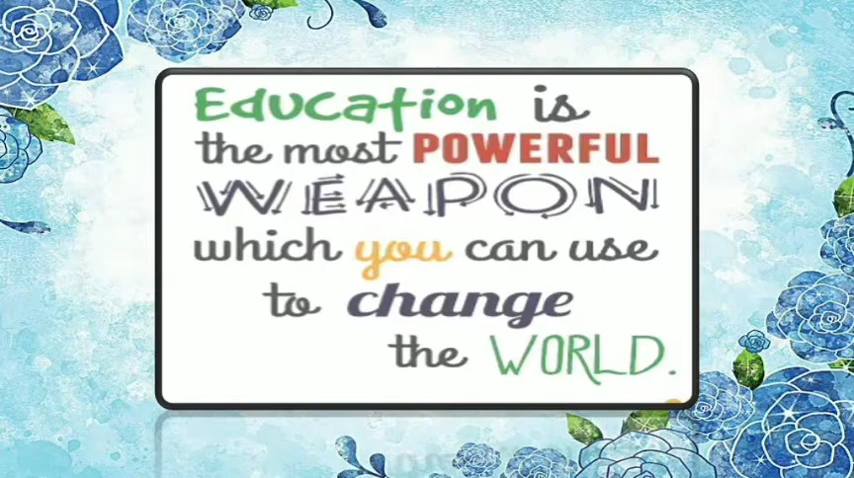 Education is
the most POWERFUL
WEAPON
which you can use
to change
the WORLD.